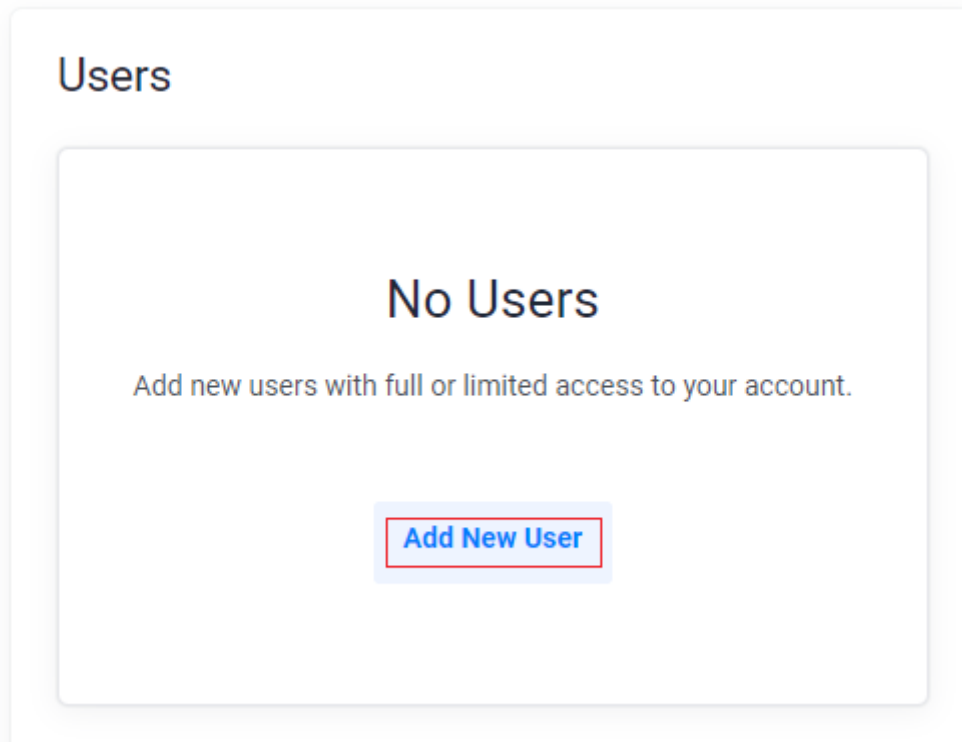 Users
No Users
Add new users with full or limited access to your account.
Add New User